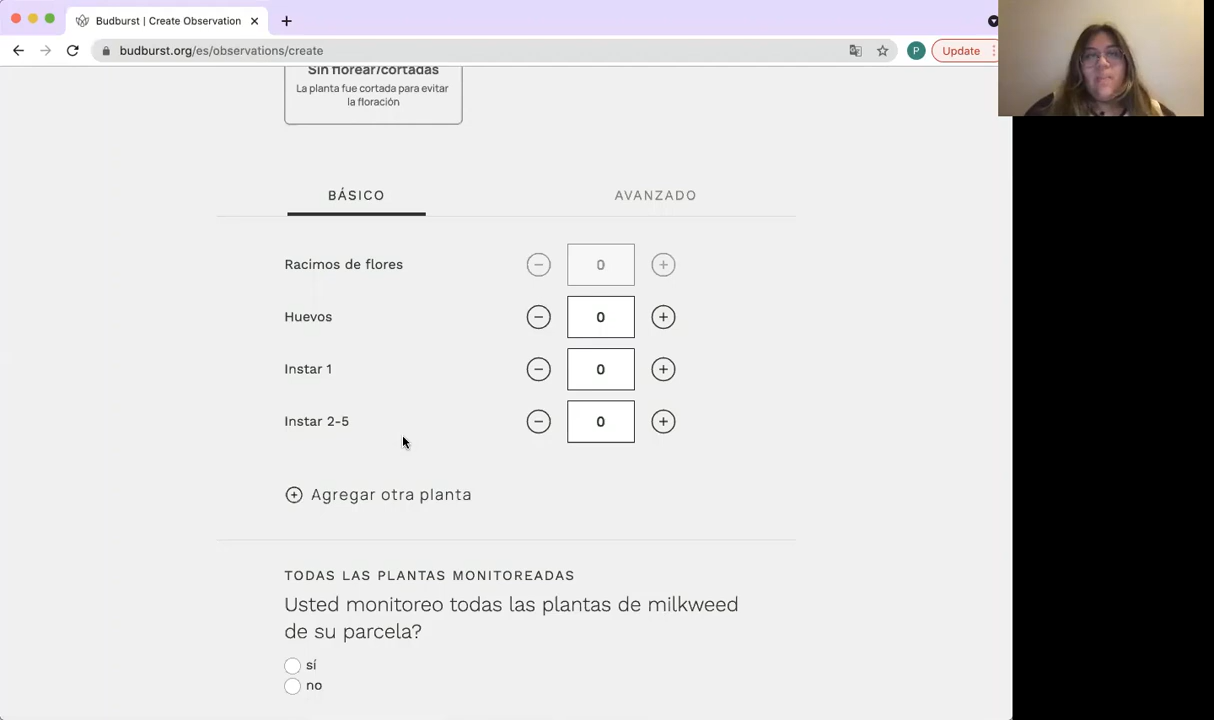 Budburst | Create Observation
budburst.org/es/observations/create
P
Update
Sin florear/cortadas
La planta fue cortada para evitar
la floración
BÁSICO AVANZADO
Racimos de flores 0
Huevos 0
Instar 1 0
Instar 2-5 0
Agregar otra planta
TODAS LAS PLANTAS MONITOREADAS
Usted monitoreo todas las plantas de milkweed
de su parcela?
sí
no